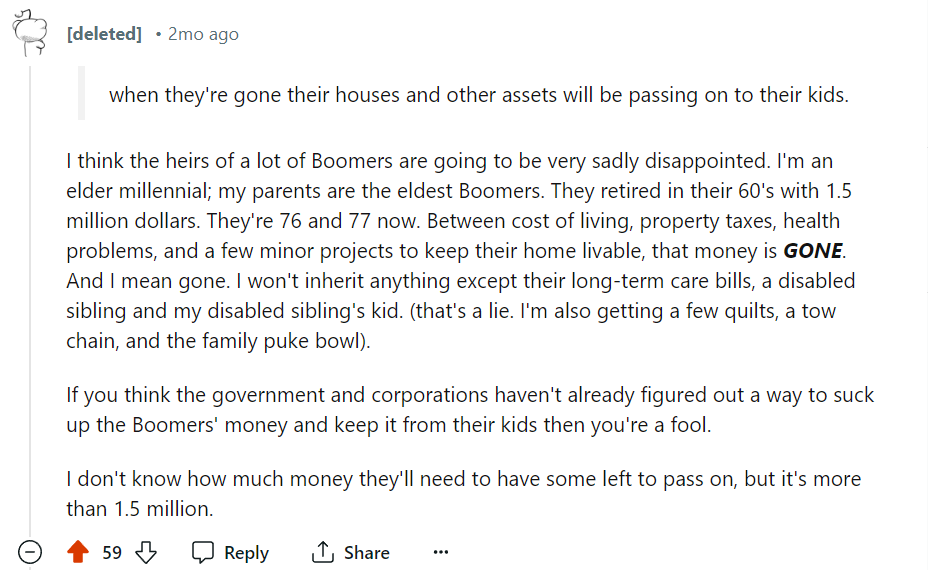 [deleted] • 2mo ago
when they're gone their houses and other assets will be passing on to their kids.
I think the heirs of a lot of Boomers are going to be very sadly disappointed. I'm an
elder millennial; my parents are the eldest Boomers. They retired in their 60's with 1.5
million dollars. They're 76 and 77 now. Between cost of living, property taxes, health
problems, and a few minor projects to keep their home livable, that money is GONE.
And I mean gone. I won't inherit anything except their long-term care bills, a disabled
sibling and my disabled sibling's kid. (that's a lie. I'm also getting a few quilts, a tow
chain, and the family puke bowl).
If you think the government and corporations haven't already figured out a way to suck
up the Boomers' money and keep it from their kids then you're a fool.
I don't know how much money they'll need to have some left to pass on, but it's more
than 1.5 million.
59 Reply Share